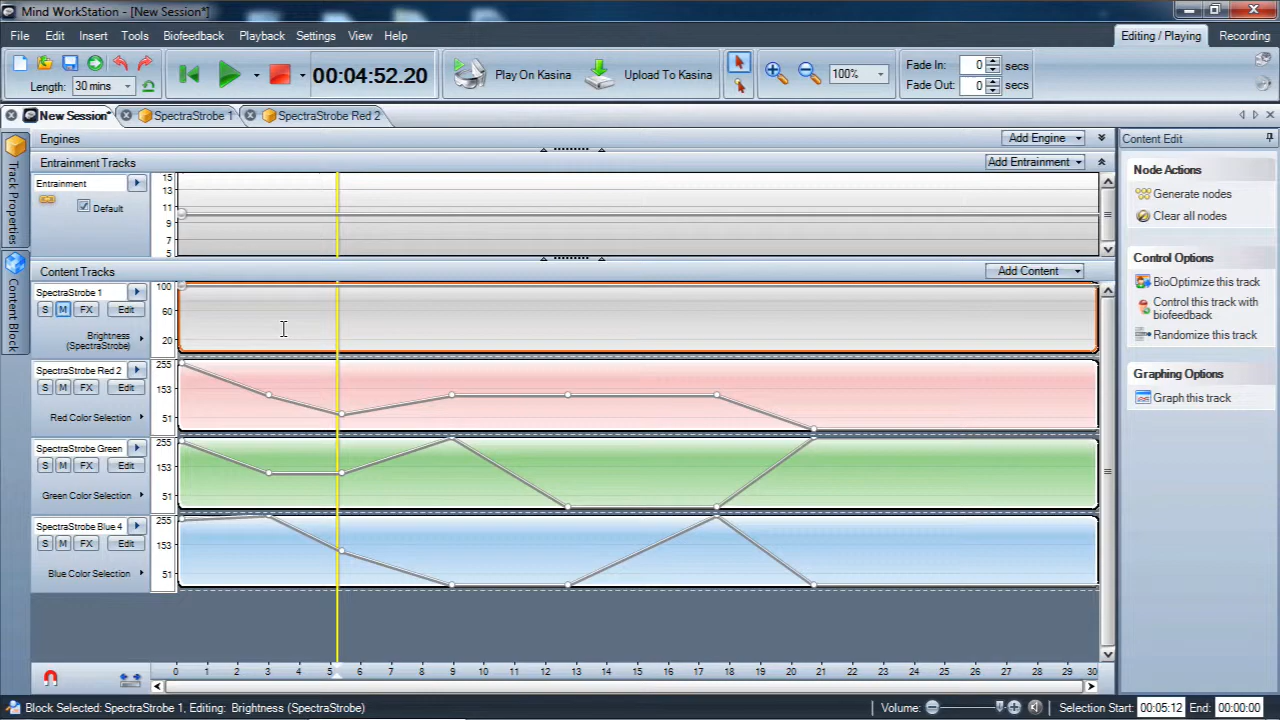 Mind WorkStation - [New Session*]
File Edit Insert Tools Biofeedback Playback Settings View Help
Editing / Playing Recording
Length: 30 mins
00:04:52.20
Play On Kasina
Upload To Kasina
100%
Fade In: 0 secs
Fade Out: 0 secs
New Session* SpectraStrobe 1 SpectraStrobe Red 2
Engines
Add Engine
Entrainment Tracks
Add Entrainment
Track Properties
Content Block
Entrainment
Default
15
13
11
9
7
5
Content Tracks
Add Content
SpectraStrobe 1
S M FX Edit
Brightness
(SpectraStrobe)
100
60
20
SpectraStrobe Red 2
S M FX Edit
Red Color Selection
255
153
51
SpectraStrobe Green
S M FX Edit
Green Color Selection
255
153
51
SpectraStrobe Blue 4
S M FX Edit
Blue Color Selection
255
153
51
0 1 2 3 4 5 6 7 8 9 10 11 12 13 14 15 16 17 18 19 20 21 22 23 24 25 26 27 28 29 30
Content Edit
Node Actions
Generate nodes
Clear all nodes
Control Options
BioOptimize this track
Control this track with
biofeedback
Randomize this track
Graphing Options
Graph this track
Block Selected: SpectraStrobe 1, Editing: Brightness (SpectraStrobe)
Volume:
Selection Start: 00:05:12 End: 00:00:00